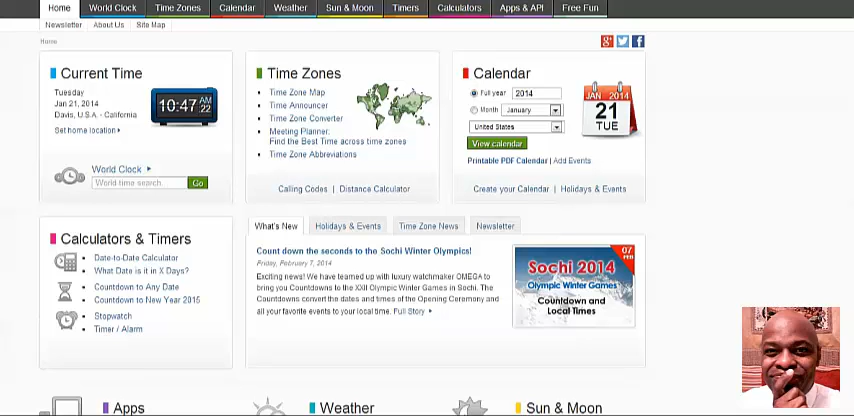 Home World Clock Time Zones Calendar Weather Sun & Moon Timers Calculators Apps & API Free Fun
Newsletter About Us Site Map
Home
Current Time
Tuesday
Jan 21, 2014
Davis, U.S.A. - California
Set home location
10:47 AM 22
World Clock
World time search
Go
Time Zones
Time Zone Map
Time Announcer
Time Zone Converter
Meeting Planner:
Find the Best Time across time zones
Time Zone Abbreviations
Calling Codes | Distance Calculator
Calendar
Full year 2014
Month January
United States
View calendar
JAN 2014
21
TUE
Printable PDF Calendar | Add Events
Create your Calendar | Holidays & Events
Calculators & Timers
Date-to-Date Calculator
What Date is it in X Days?
Countdown to Any Date
Countdown to New Year 2015
Stopwatch
Timer / Alarm
What's New Holidays & Events Time Zone News Newsletter
Count down the seconds to the Sochi Winter Olympics!
Friday, February 7, 2014
Exciting news! We have teamed up with luxury watchmaker OMEGA to
bring you Countdowns to the XXII Olympic Winter Games in Sochi. The
Countdowns convert the dates and times of the Opening Ceremony and
all your favorite events to your local time. Full Story
07
FEB
Sochi 2014
Olympic Winter Games
Countdown and
Local Times
Apps
Weather
Sun & Moon